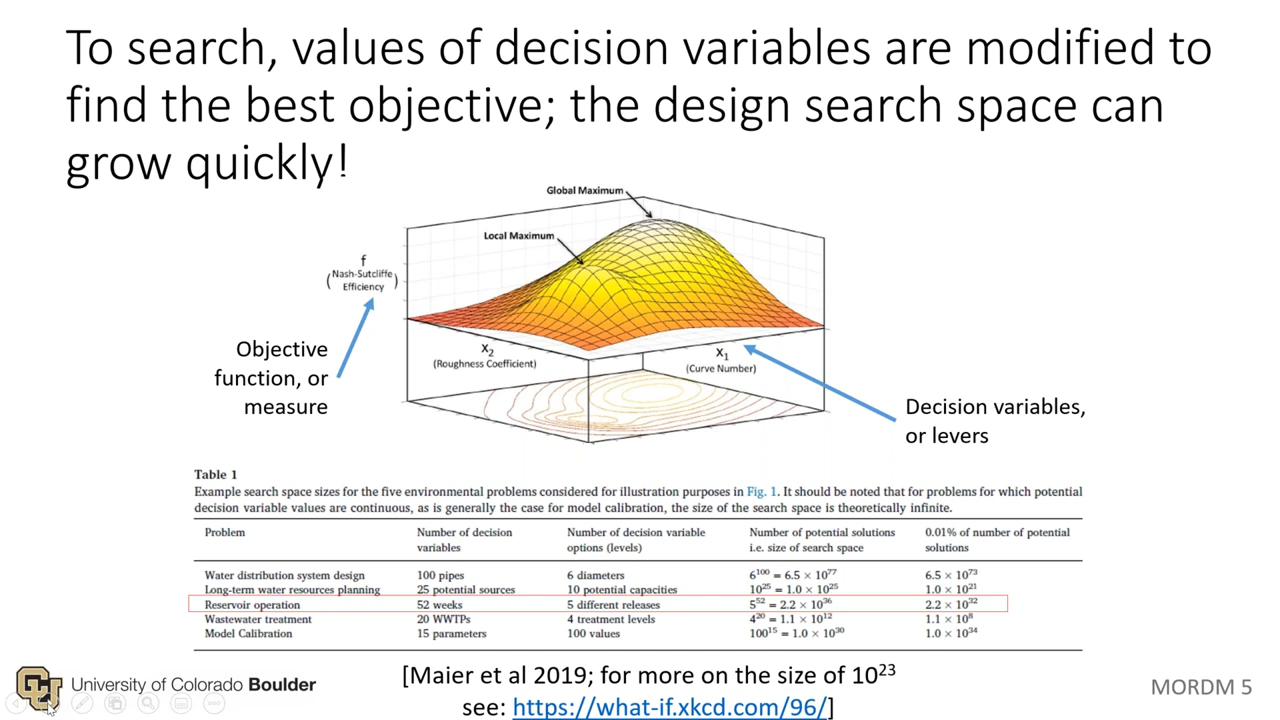 To search, values of decision variables are modified to
find the best objective; the design search space can
grow quickly!
Global Maximum
Local Maximum
f
(Nash-Sutcliffe
Efficiency)
X2
(Roughness Coefficient)
X1
(Curve Number)
Objective
function, or
measure
Decision variables,
or levers
Table 1
Example search space sizes for the five environmental problems considered for illustration purposes in Fig. 1. It should be noted that for problems for which potential
decision variable values are continuous, as is generally the case for model calibration, the size of the search space is theoretically infinite.
Problem Number of decision variables Number of decision variable options (levels) Number of potential solutions i.e. size of search space 0.01% of number of potential solutions
Water distribution system design 100 pipes 6 diameters 6^100 = 6.5 × 10^77 6.5 × 10^73
Long-term water resources planning 25 potential sources 10 potential capacities 10^25 = 1.0 × 10^25 1.0 × 10^21
Reservoir operation 52 weeks 5 different releases 5^52 = 2.2 × 10^36 2.2 × 10^32
Wastewater treatment 20 WWTPs 4 treatment levels 4^20 = 1.1 × 10^12 1.1 × 10^8
Model Calibration 15 parameters 100 values 100^15 = 1.0 × 10^30 1.0 × 10^34
[Maier et al 2019; for more on the size of 10^23
see: https://what-if.xkcd.com/96/]
CU
University of Colorado Boulder
MORDM 5